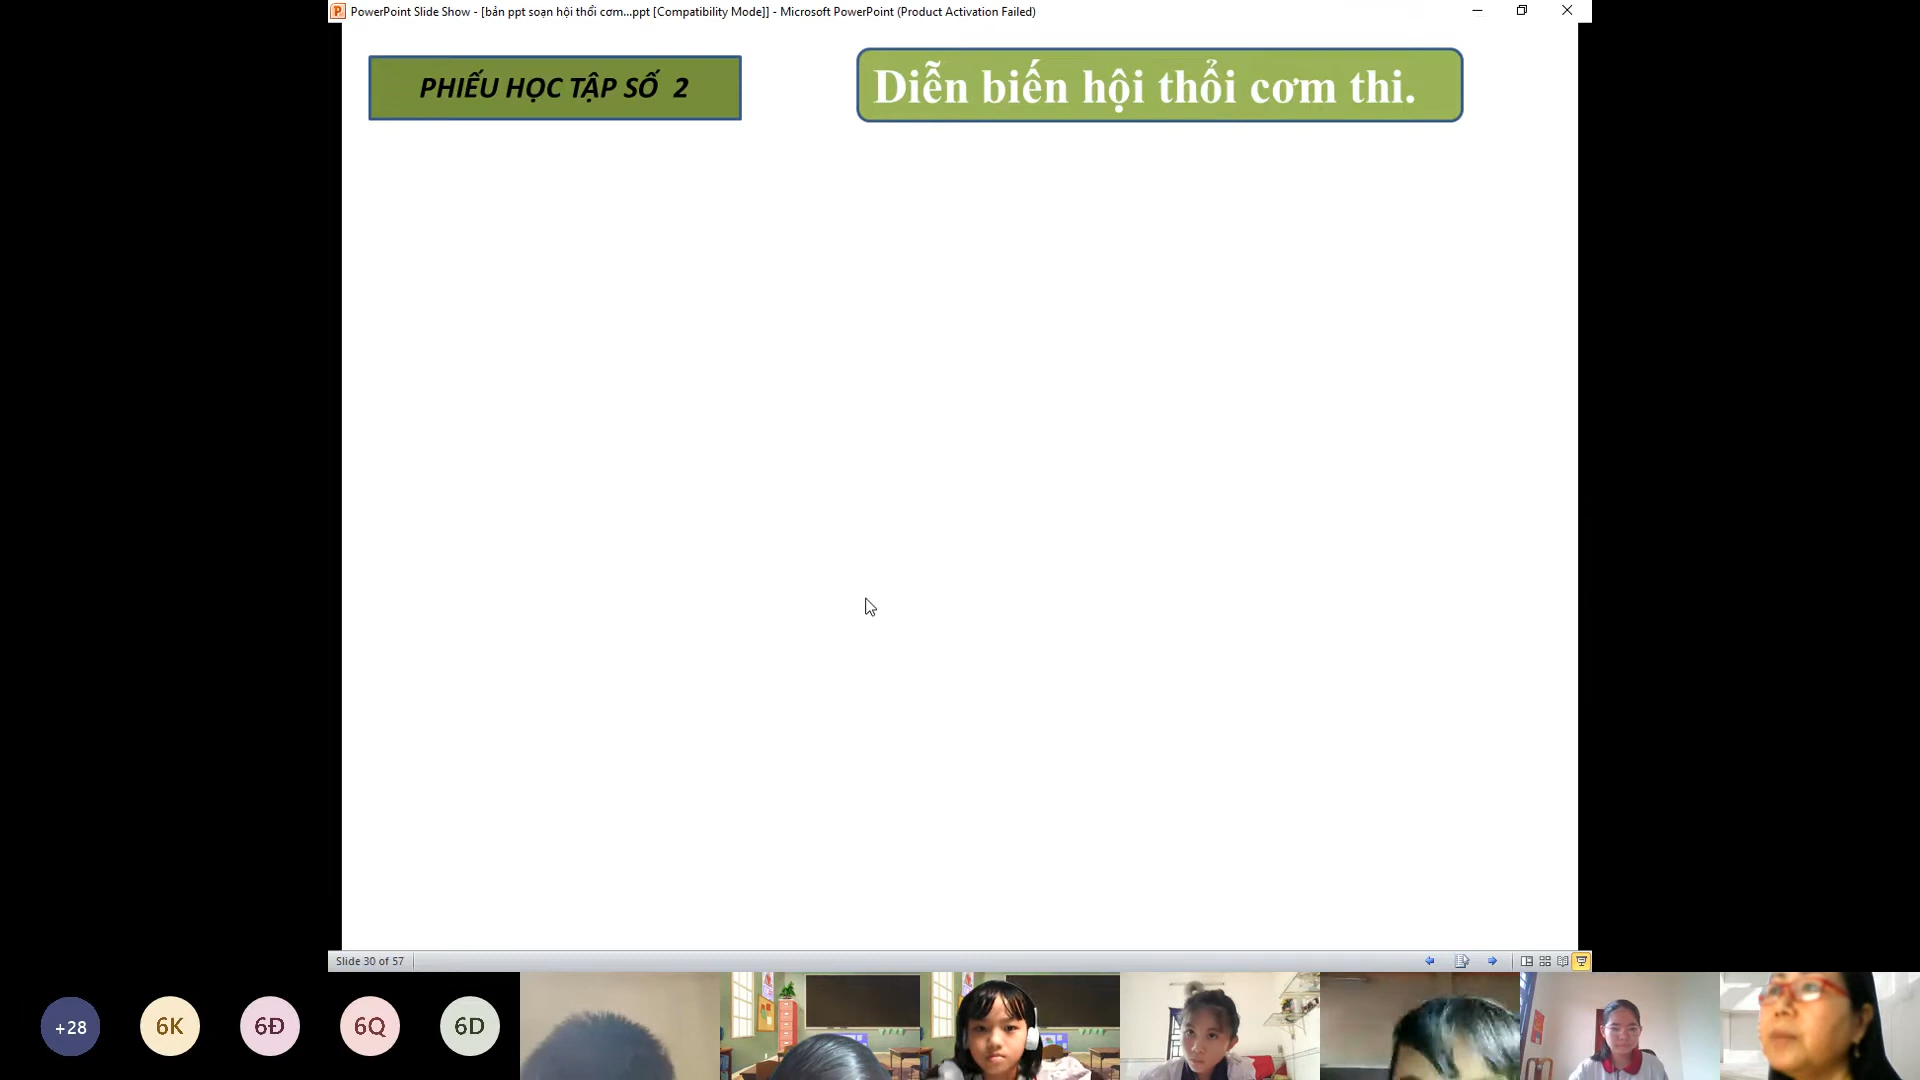 PowerPoint Slide Show - [bản ppt soạn hội thổi cơm...ppt [Compatibility Mode]] - Microsoft PowerPoint (Product Activation Failed)
PHIẾU HỌC TẬP SỐ 2
Diễn biến hội thổi cơm thi.
Slide 30 of 57
+28
6K
6Đ
6Q
6D